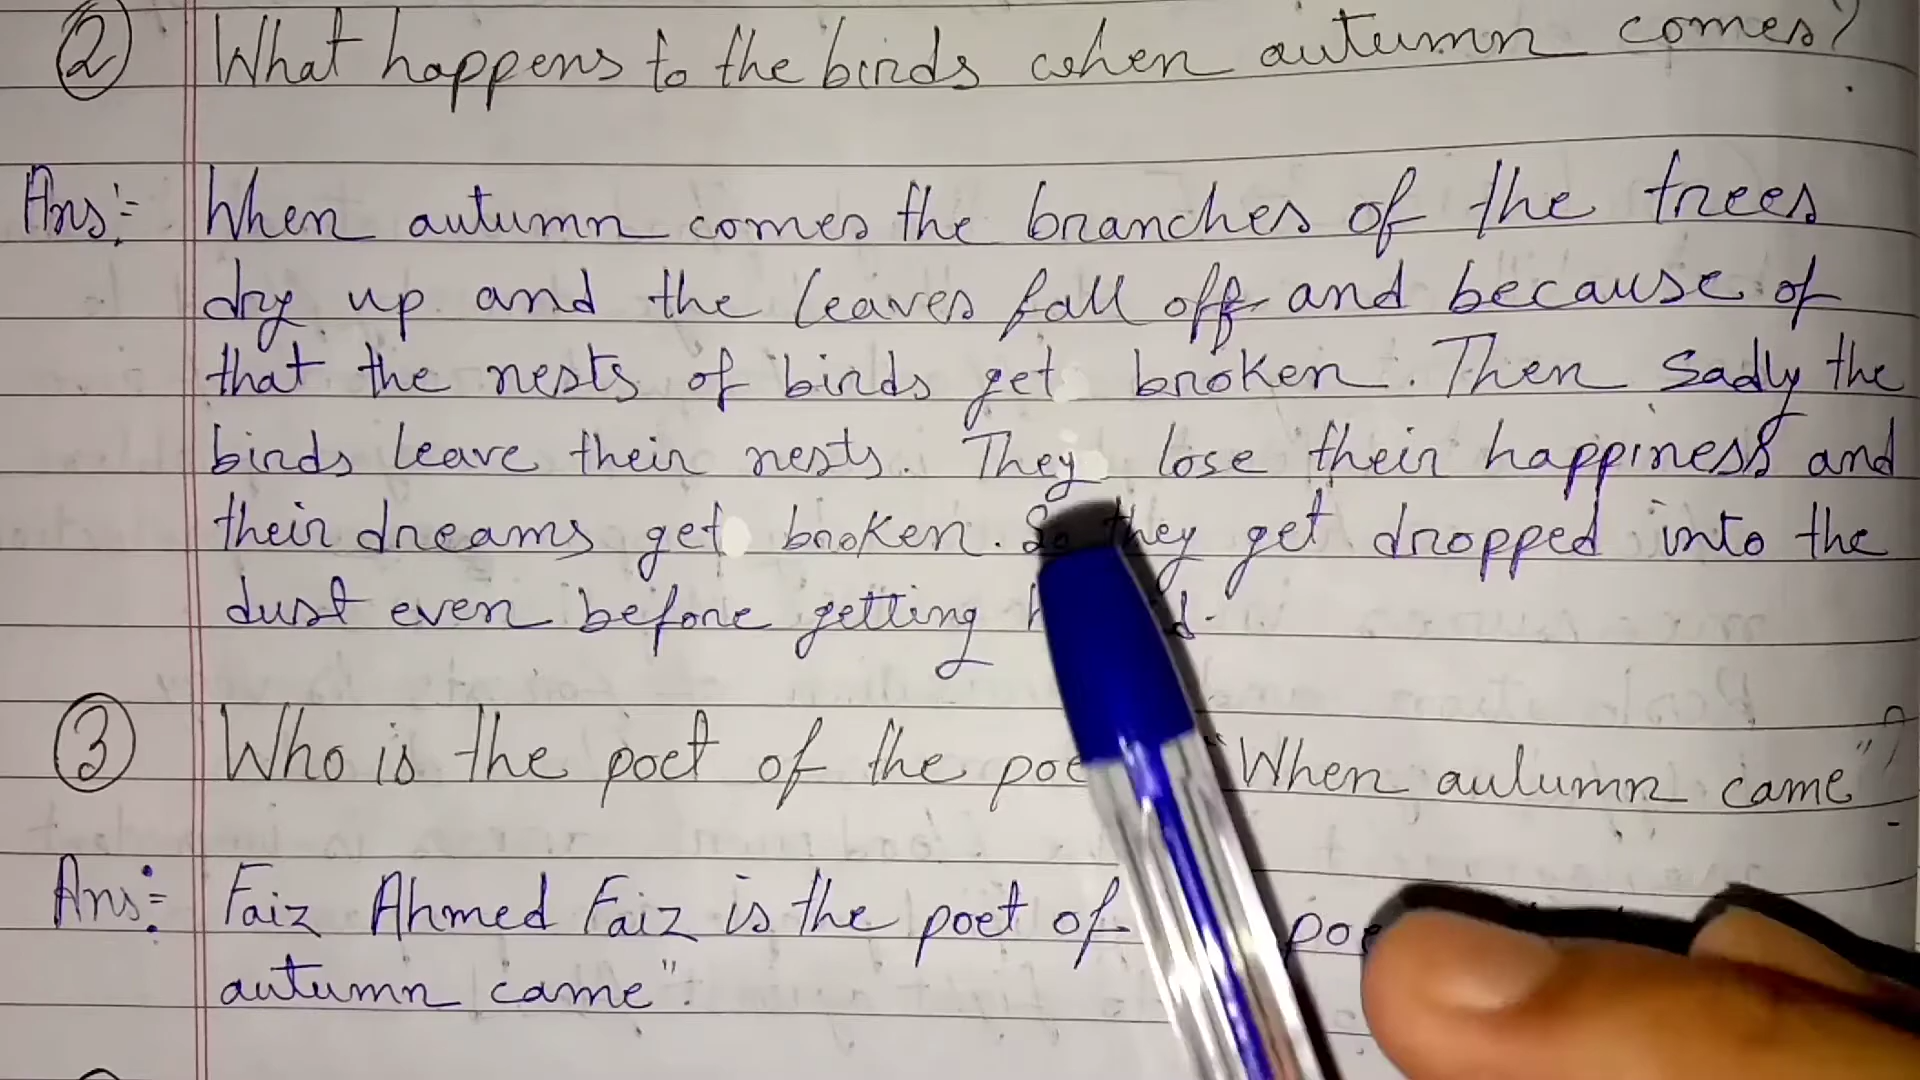 ② What happens to the birds when autumn comes?
Ans:- When autumn comes the branches of the trees
dry up and the leaves fall off and because of
that the nests of birds get broken. Then sadly the
birds leave their nests. They lose their happiness and
their dreams get broken. So they get dropped into the
dust even before getting
③ Who is the poet of the "When autumn came"?
Ans:- Faiz Ahmed Faiz is the poet of
autumn came".